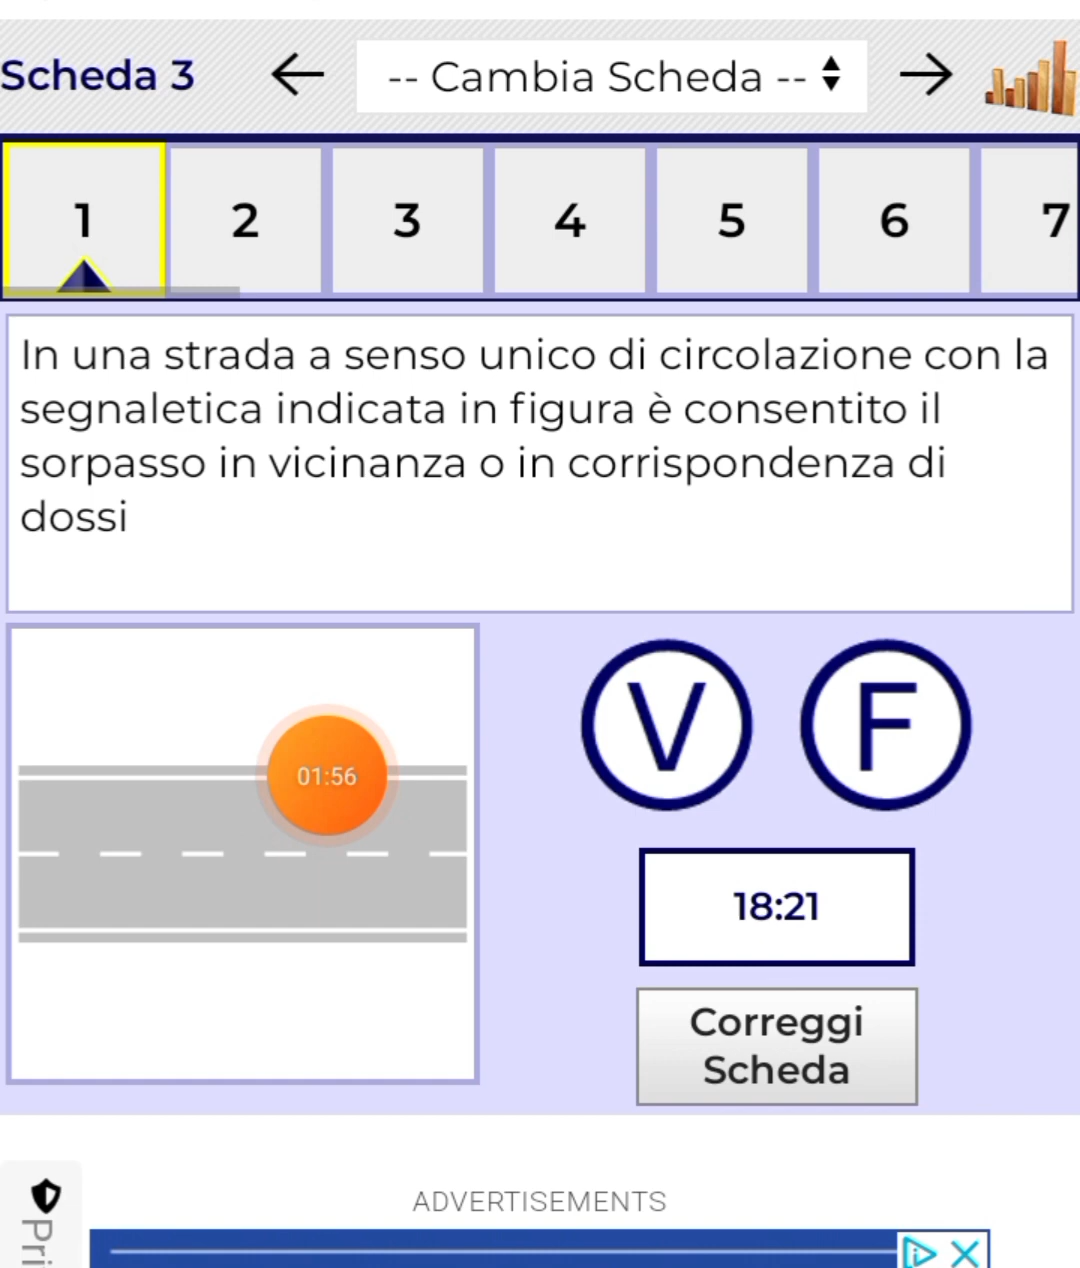 Scheda 3
-- Cambia Scheda --
1 2 3 4 5 6 7
In una strada a senso unico di circolazione con la
segnaletica indicata in figura è consentito il
sorpasso in vicinanza o in corrispondenza di
dossi
V F
01:56
18:21
Correggi
Scheda
ADVERTISEMENTS
Pri